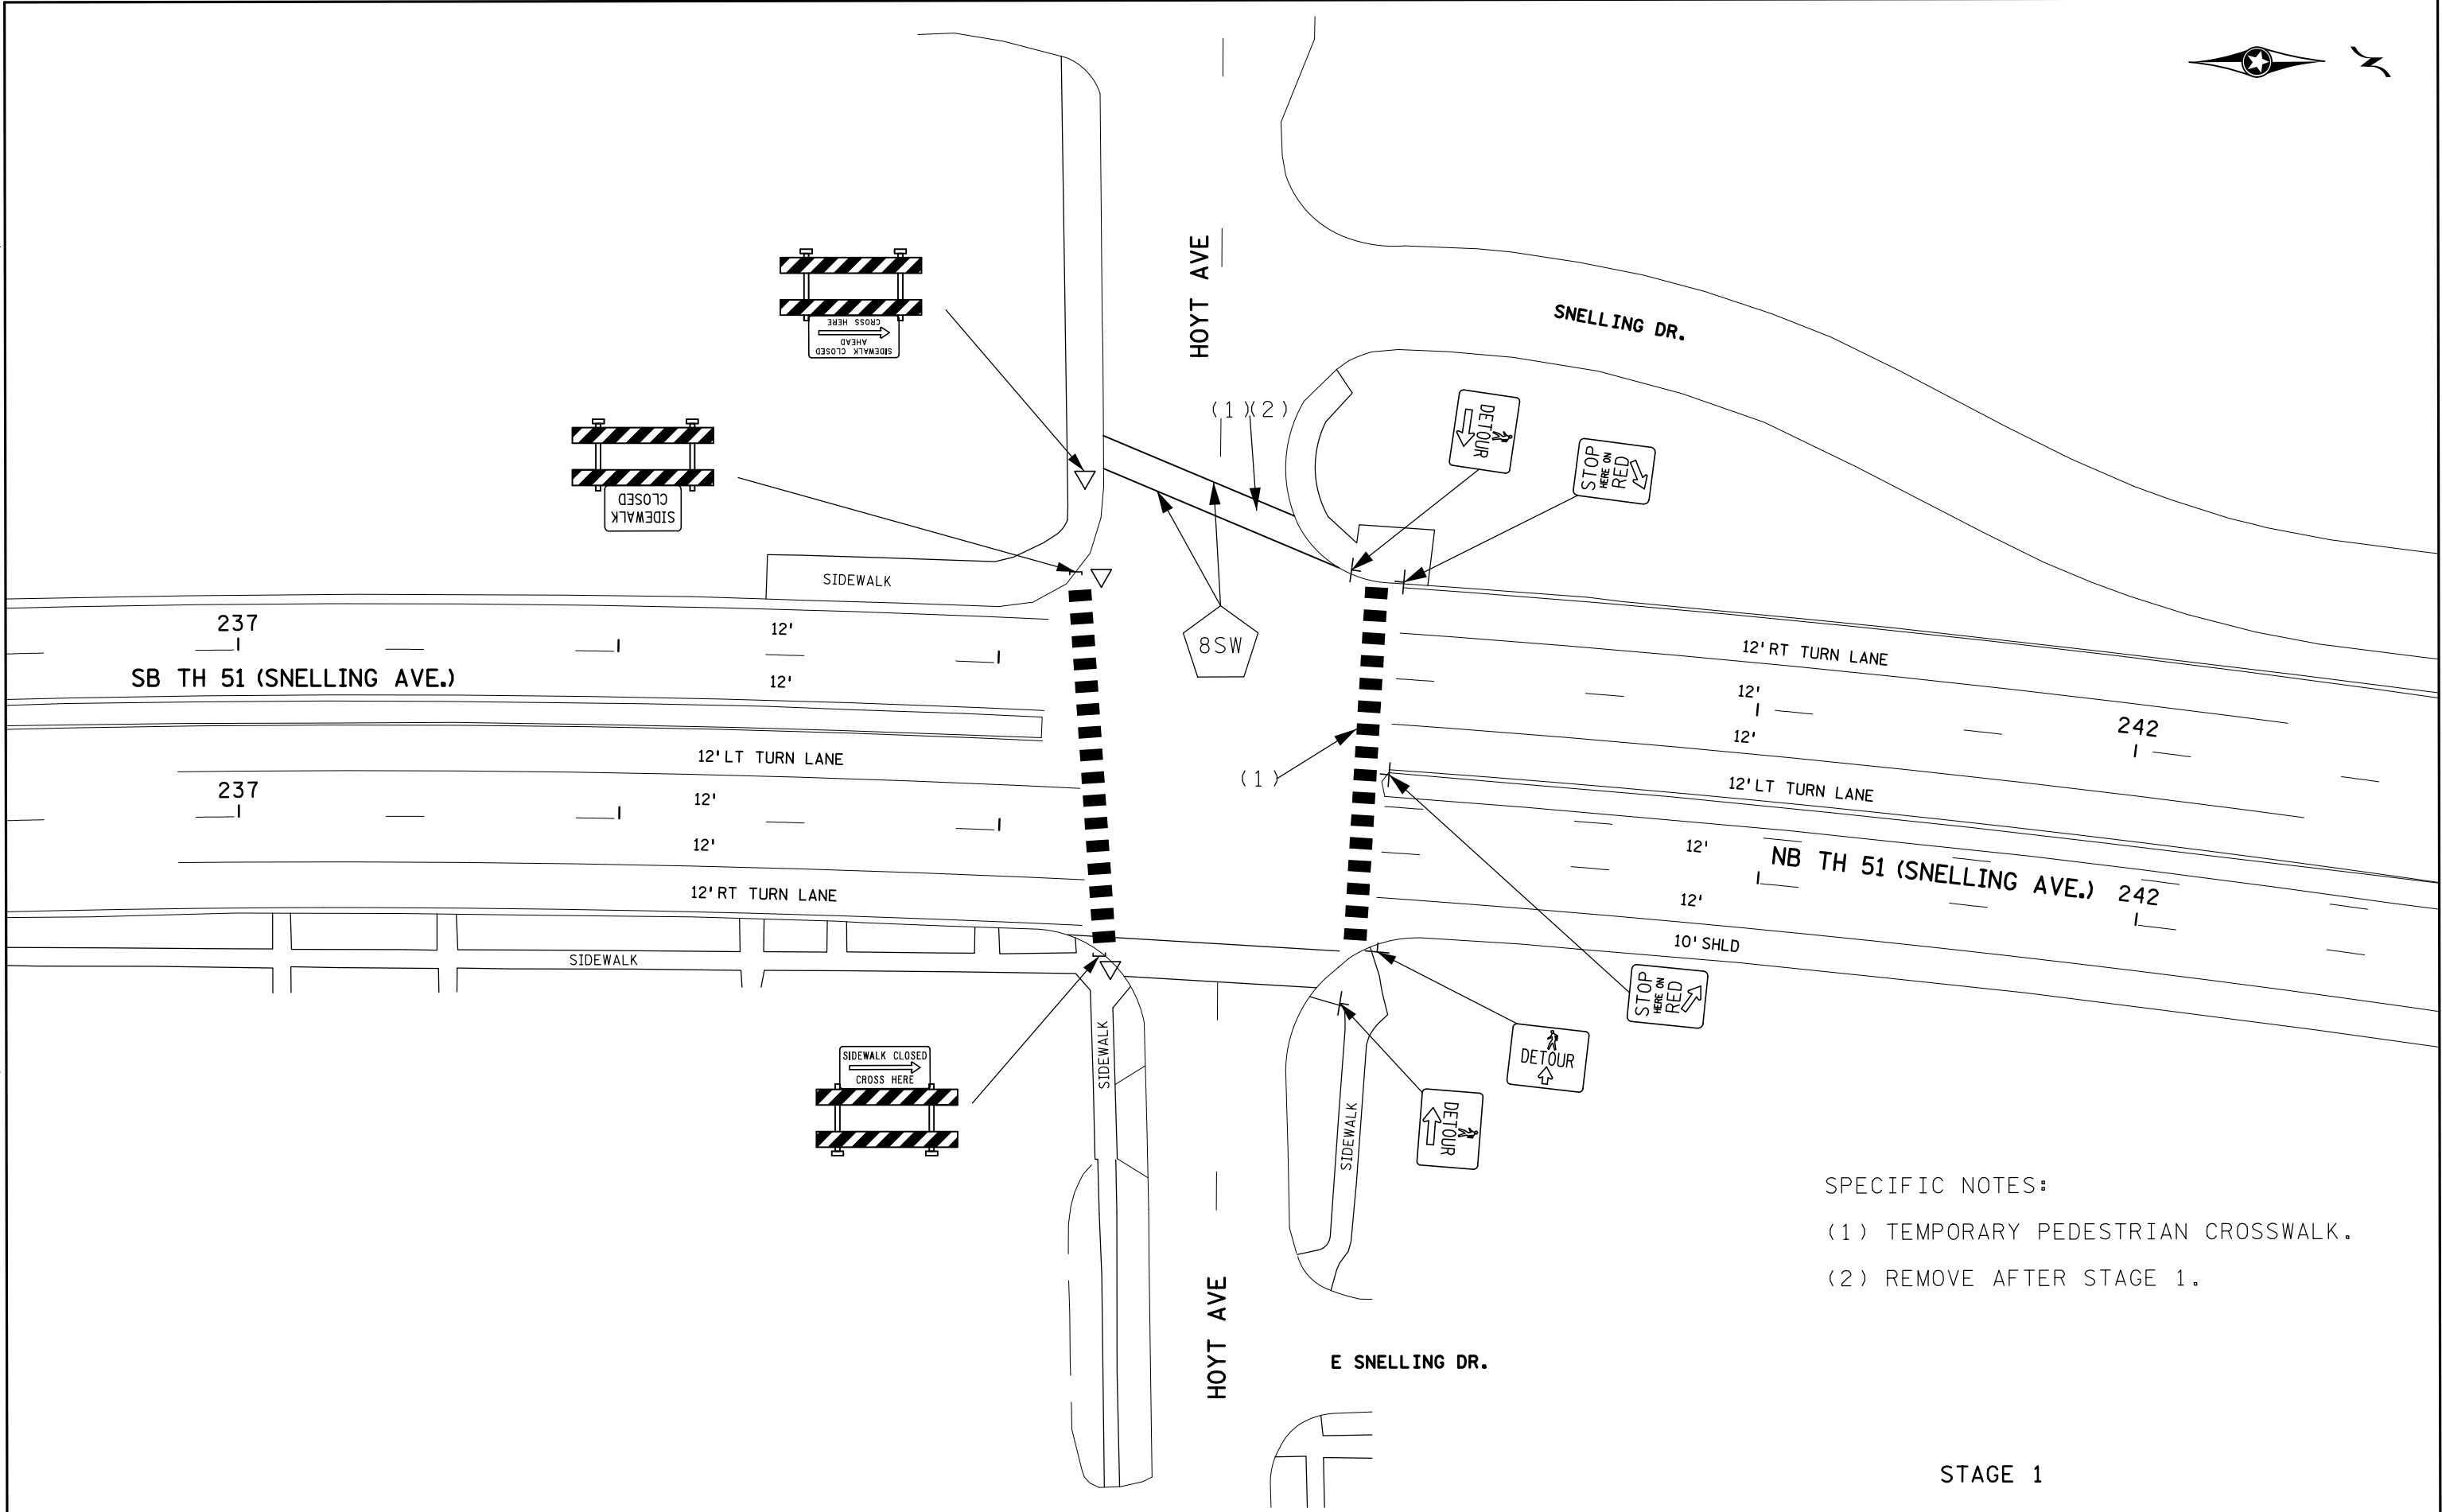 N
HOYT AVE
SNELLING DR.
CROSS HERE
SIDEWALK CLOSED
AHEAD
(1)(2)
DETOUR
STOP
HERE ON
RED
SIDEWALK
CLOSED
SIDEWALK
8SW
237
12'
SB TH 51 (SNELLING AVE.)
12'
12' RT TURN LANE
12'
242
12'
12' LT TURN LANE
(1)
12' LT TURN LANE
237
12'
12'
12'
NB TH 51 (SNELLING AVE.)
242
12' RT TURN LANE
12'
10' SHLD
SIDEWALK
STOP
HERE ON
RED
SIDEWALK
SIDEWALK CLOSED
CROSS HERE
DETOUR
DETOUR
SIDEWALK
SPECIFIC NOTES:
(1) TEMPORARY PEDESTRIAN CROSSWALK.
(2) REMOVE AFTER STAGE 1.
HOYT AVE
E SNELLING DR.
STAGE 1